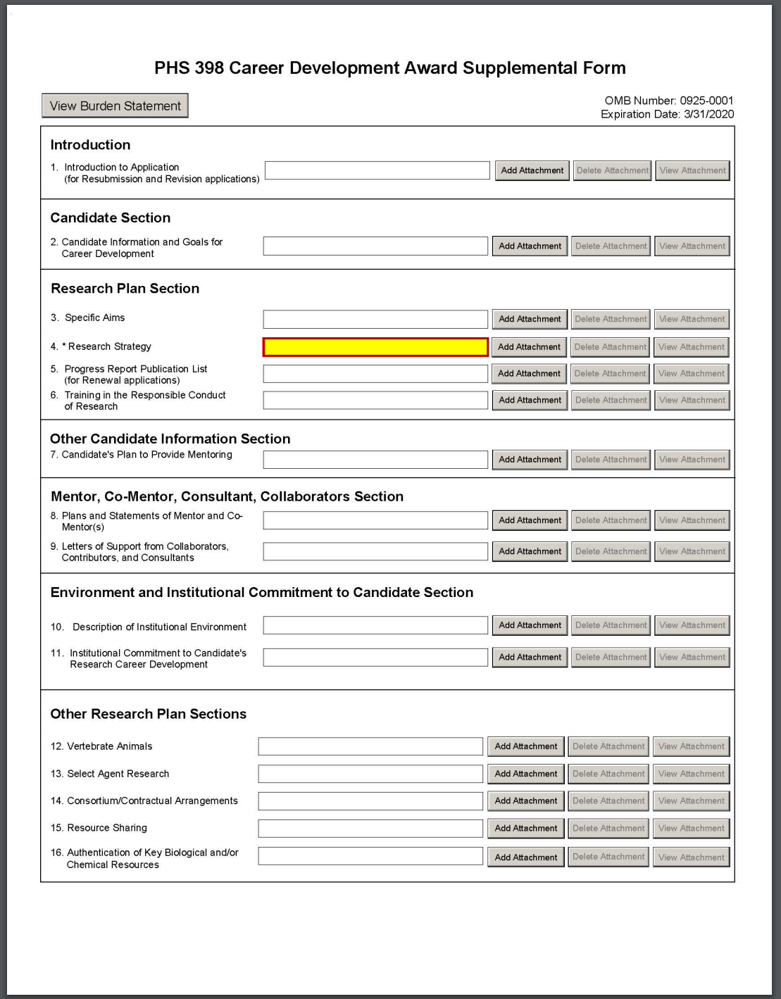 PHS 398 Career Development Award Supplemental Form
View Burden Statement
OMB Number: 0925-0001
Expiration Date: 3/31/2020
Introduction
1. Introduction to Application
(for Resubmission and Revision applications)
Add Attachment Delete Attachment View Attachment
Candidate Section
2. Candidate Information and Goals for
Career Development
Add Attachment Delete Attachment View Attachment
Research Plan Section
3. Specific Aims Add Attachment Delete Attachment View Attachment
4. * Research Strategy Add Attachment Delete Attachment View Attachment
5. Progress Report Publication List
(for Renewal applications)
Add Attachment Delete Attachment View Attachment
6. Training in the Responsible Conduct
of Research
Add Attachment Delete Attachment View Attachment
Other Candidate Information Section
7. Candidate's Plan to Provide Mentoring Add Attachment Delete Attachment View Attachment
Mentor, Co-Mentor, Consultant, Collaborators Section
8. Plans and Statements of Mentor and Co-
Mentor(s)
Add Attachment Delete Attachment View Attachment
9. Letters of Support from Collaborators,
Contributors, and Consultants
Add Attachment Delete Attachment View Attachment
Environment and Institutional Commitment to Candidate Section
10. Description of Institutional Environment Add Attachment Delete Attachment View Attachment
11. Institutional Commitment to Candidate's
Research Career Development
Add Attachment Delete Attachment View Attachment
Other Research Plan Sections
12. Vertebrate Animals Add Attachment Delete Attachment View Attachment
13. Select Agent Research Add Attachment Delete Attachment View Attachment
14. Consortium/Contractual Arrangements Add Attachment Delete Attachment View Attachment
15. Resource Sharing Add Attachment Delete Attachment View Attachment
16. Authentication of Key Biological and/or
Chemical Resources
Add Attachment Delete Attachment View Attachment